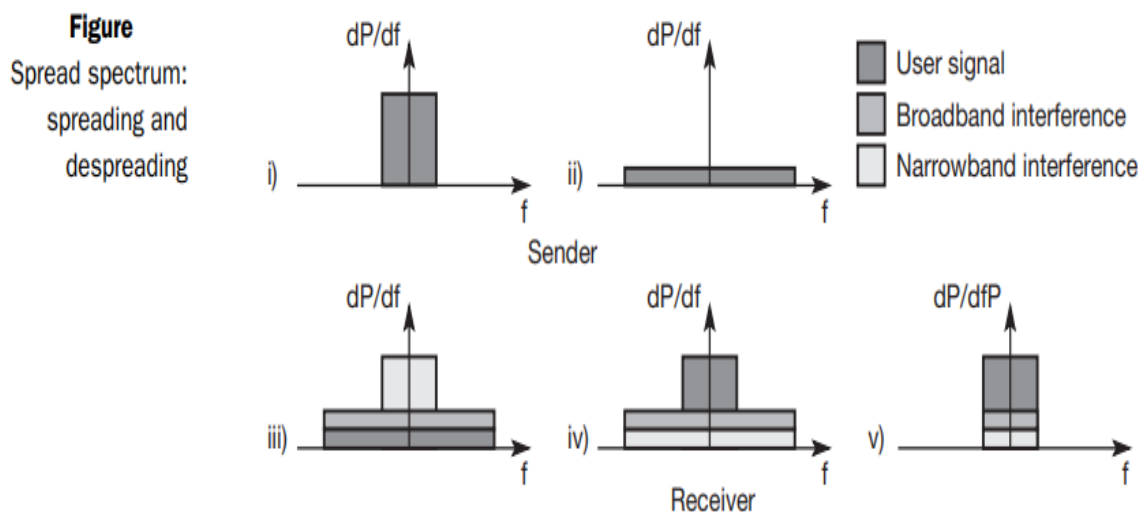 Figure
Spread spectrum:
spreading and
despreading
dP/df
i)
f
dP/df
ii)
f
User signal
Broadband interference
Narrowband interference
Sender
dP/df
iii)
f
dP/df
iv)
f
dP/dfP
v)
f
Receiver